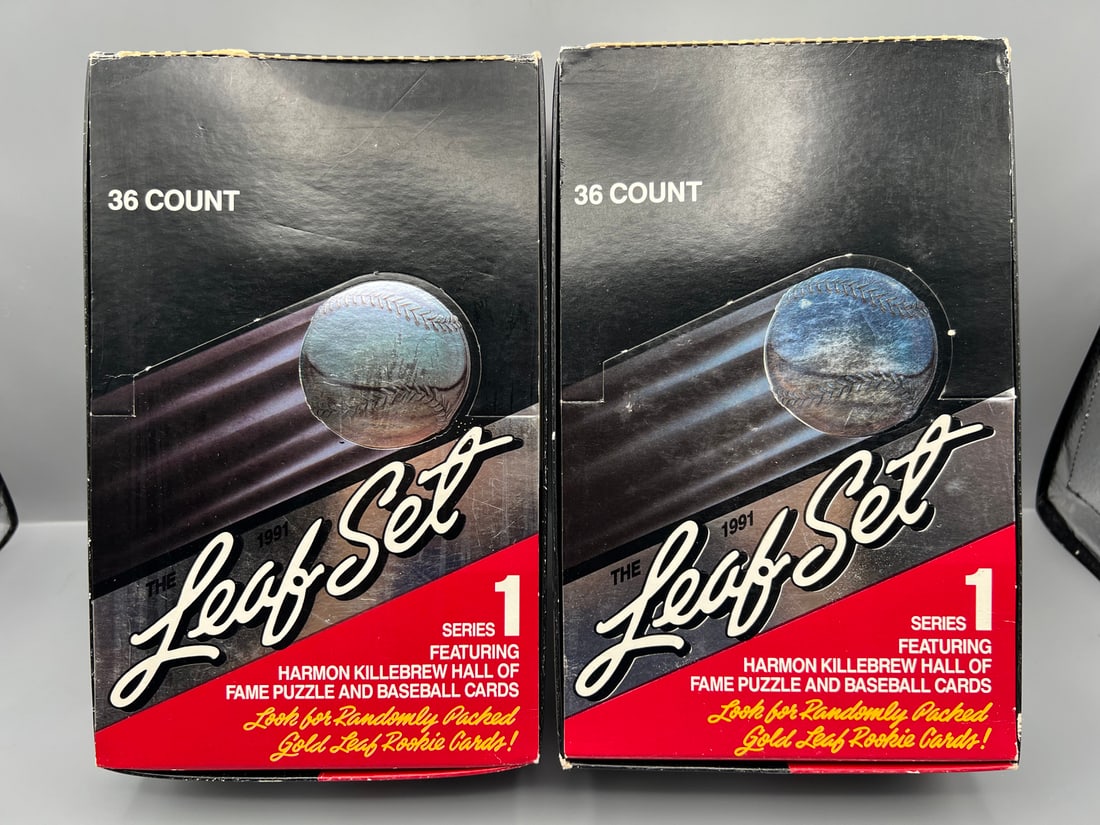 36 COUNT
THE 1991
Leaf Set
SERIES 1
FEATURING
HARMON KILLEBREW HALL OF
FAME PUZZLE AND BASEBALL CARDS
Look for Randomly Packed
Gold Leaf Rookie Cards!
36 COUNT
THE 1991
Leaf Set
SERIES 1
FEATURING
HARMON KILLEBREW HALL OF
FAME PUZZLE AND BASEBALL CARDS
Look for Randomly Packed
Gold Leaf Rookie Cards!